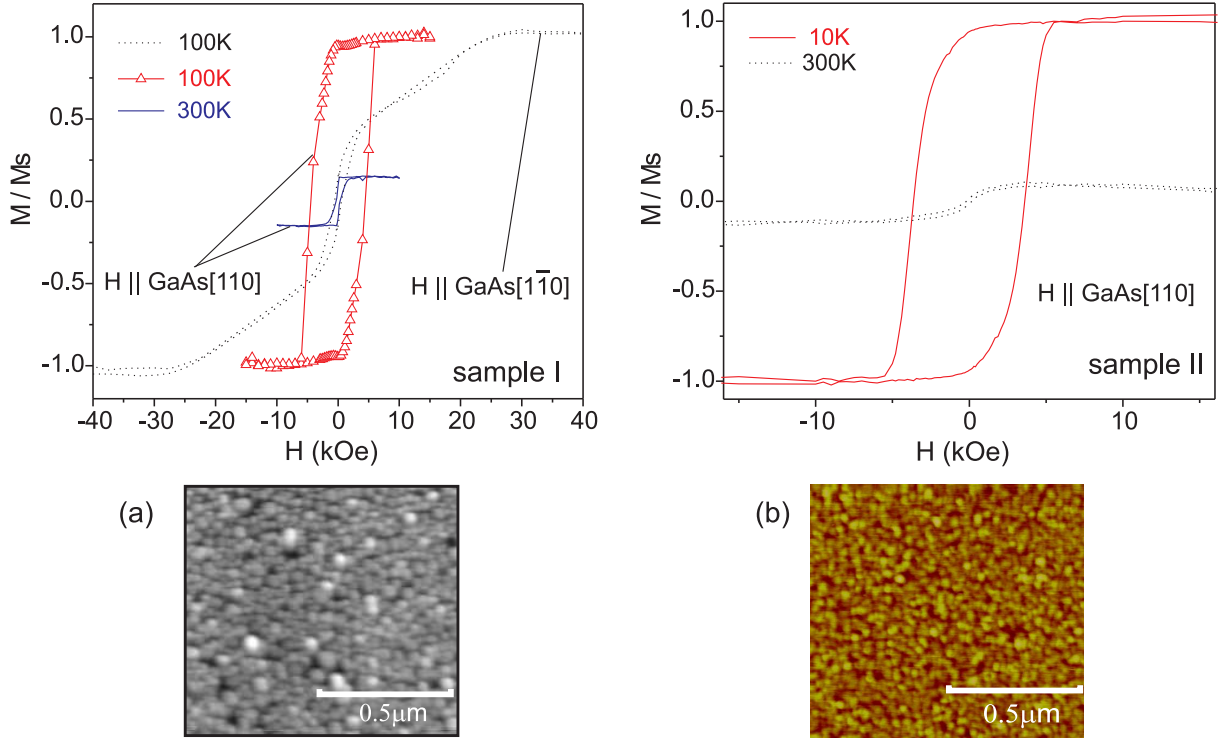 1.0
0.5
0.0
-0.5
-1.0
M / Ms
100K
100K
300K
H || GaAs[110]
H || GaAs[11̅0]
sample I
-40 -30 -20 -10 0 10 20 30 40
H (kOe)
1.0
0.5
0.0
-0.5
-1.0
M / Ms
10K
300K
H || GaAs[110]
sample II
-10 0 10
H (kOe)
(a)
0.5μm
(b)
0.5μm